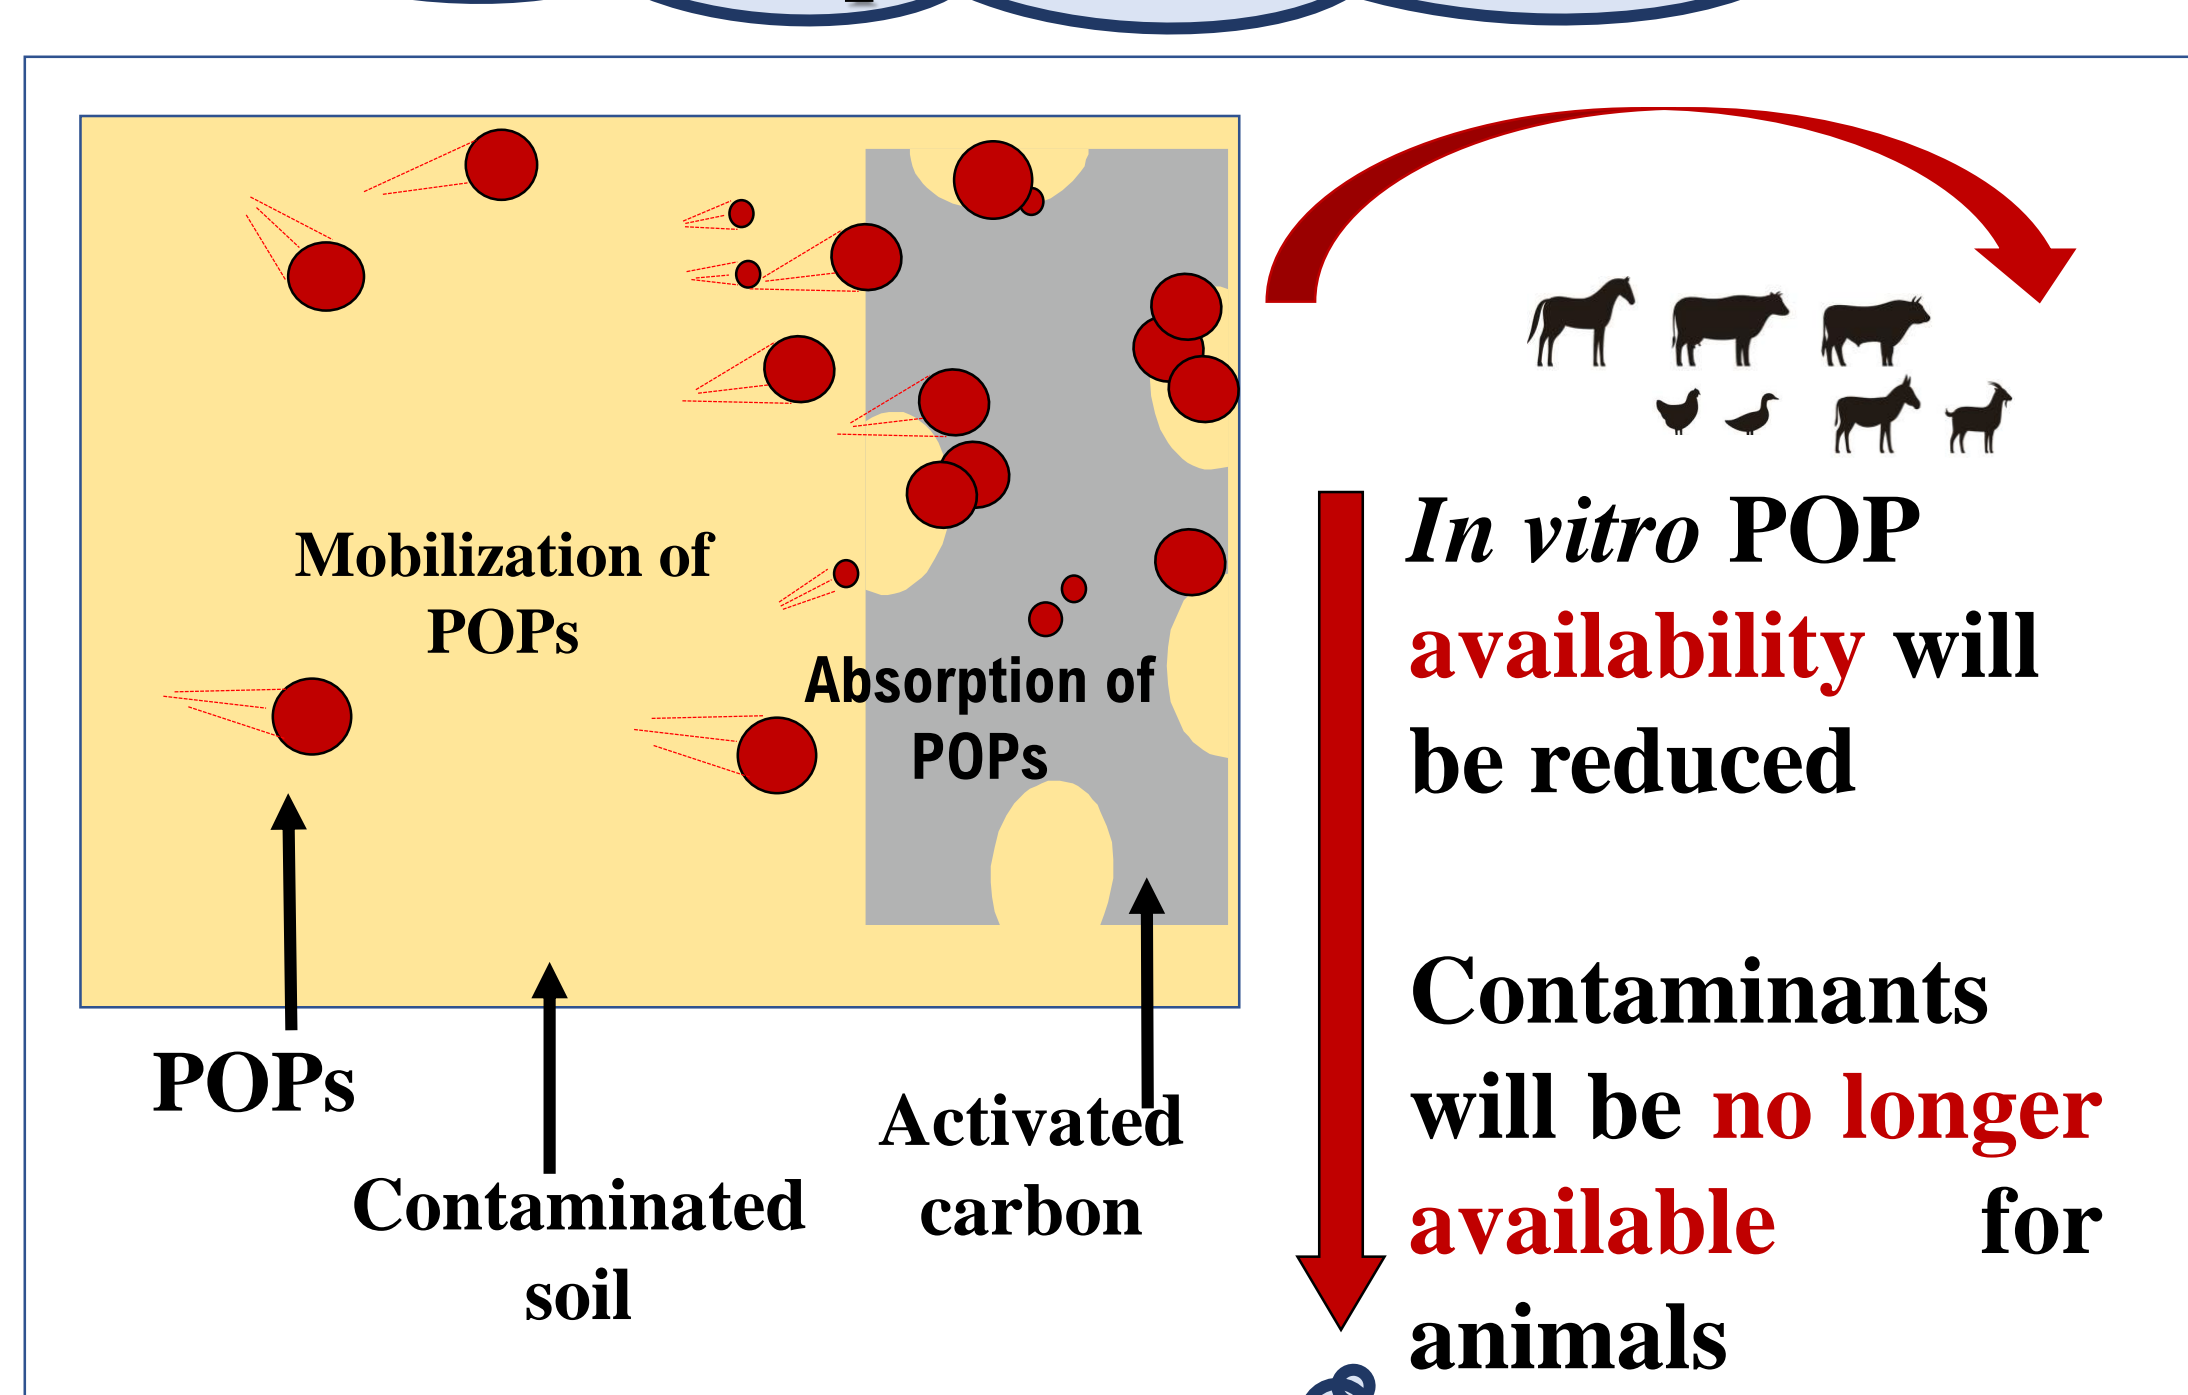 Mobilization of
POPs
Absorption of
POPs
POPs
Contaminated
soil
Activated
carbon
In vitro POP
availability will
be reduced
Contaminants
will be no longer
available for
animals